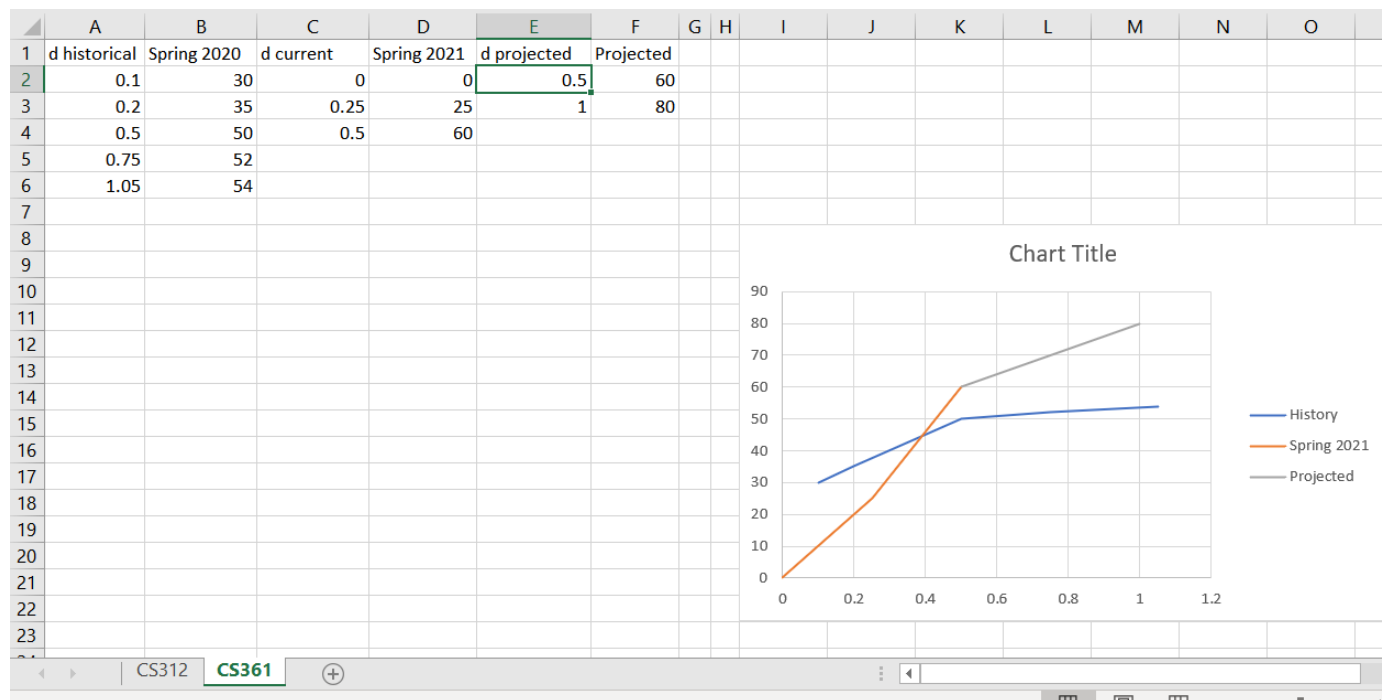 A B C D E F G H I J K L M N O
1 d historical Spring 2020 d current Spring 2021 d projected Projected
2 0.1 30 0 0 0.5 60
3 0.2 35 0.25 25 1 80
4 0.5 50 0.5 60
5 0.75 52
6 1.05 54
7
8
9
10
11
12
13
14
15
16
17
18
19
20
21
22
23
Chart Title
90
80
70
60
50
40
30
20
10
0
0 0.2 0.4 0.6 0.8 1 1.2
History
Spring 2021
Projected
CS312 CS361